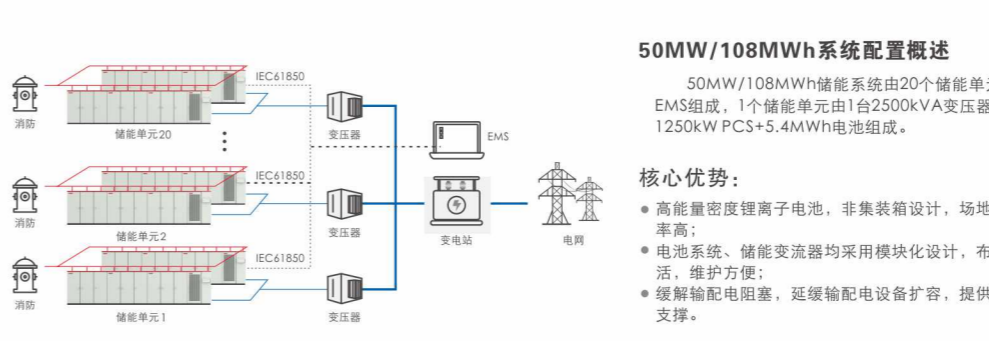 IEC61850
消防
储能单元20
变压器
EMS
IEC61850
消防
储能单元2
变压器
变电站
电网
IEC61850
消防
储能单元1
变压器
50MW/108MWh系统配置概述
50MW/108MWh储能系统由20个储能单
EMS组成，1个储能单元由1台2500kVA变压器
1250kW PCS+5.4MWh电池组成。
核心优势：
● 高能量密度锂离子电池，非集装箱设计，场地
率高；
● 电池系统、储能变流器均采用模块化设计，布
活，维护方便；
● 缓解输配电阻塞，延缓输配电设备扩容，提供
支撑。